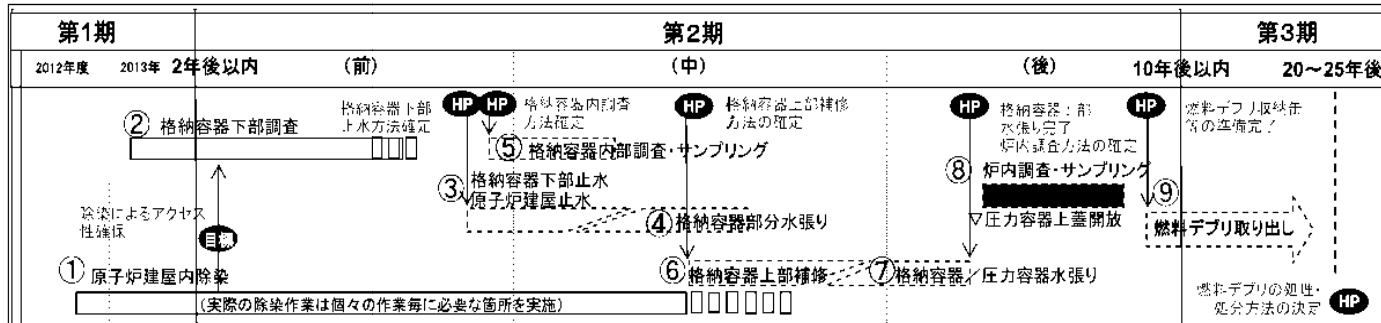 第1期
第2期
第3期
2012年度
2013年
2年後以内
(前)
(中)
(後)
10年後以内
20～25年後
② 格納容器下部調査
格納容器下部
止水方法確定
HP
HP
格納容器内調査
方法確定
⑤ 格納容器内部調査・サンプリング
HP
格納容器上部補修
方法の確定
HP
水張り完了
炉内調査方法の確定
HP
燃料デブリ収納缶
等の準備完了
③ 格納容器下部止水
原子炉建屋止水
④ 格納容器部分水張り
⑧ 炉内調査・サンプリング
▽圧力容器上蓋開放
⑨
燃料デブリ取り出し
除染によるアクセス
性確保
目標
① 原子炉建屋内除染
(実際の除染作業は個々の作業毎に必要な箇所を実施)
⑥ 格納容器上部補修
⑦ 格納容器／圧力容器水張り
燃料デブリの処理・
処分方法の決定
HP